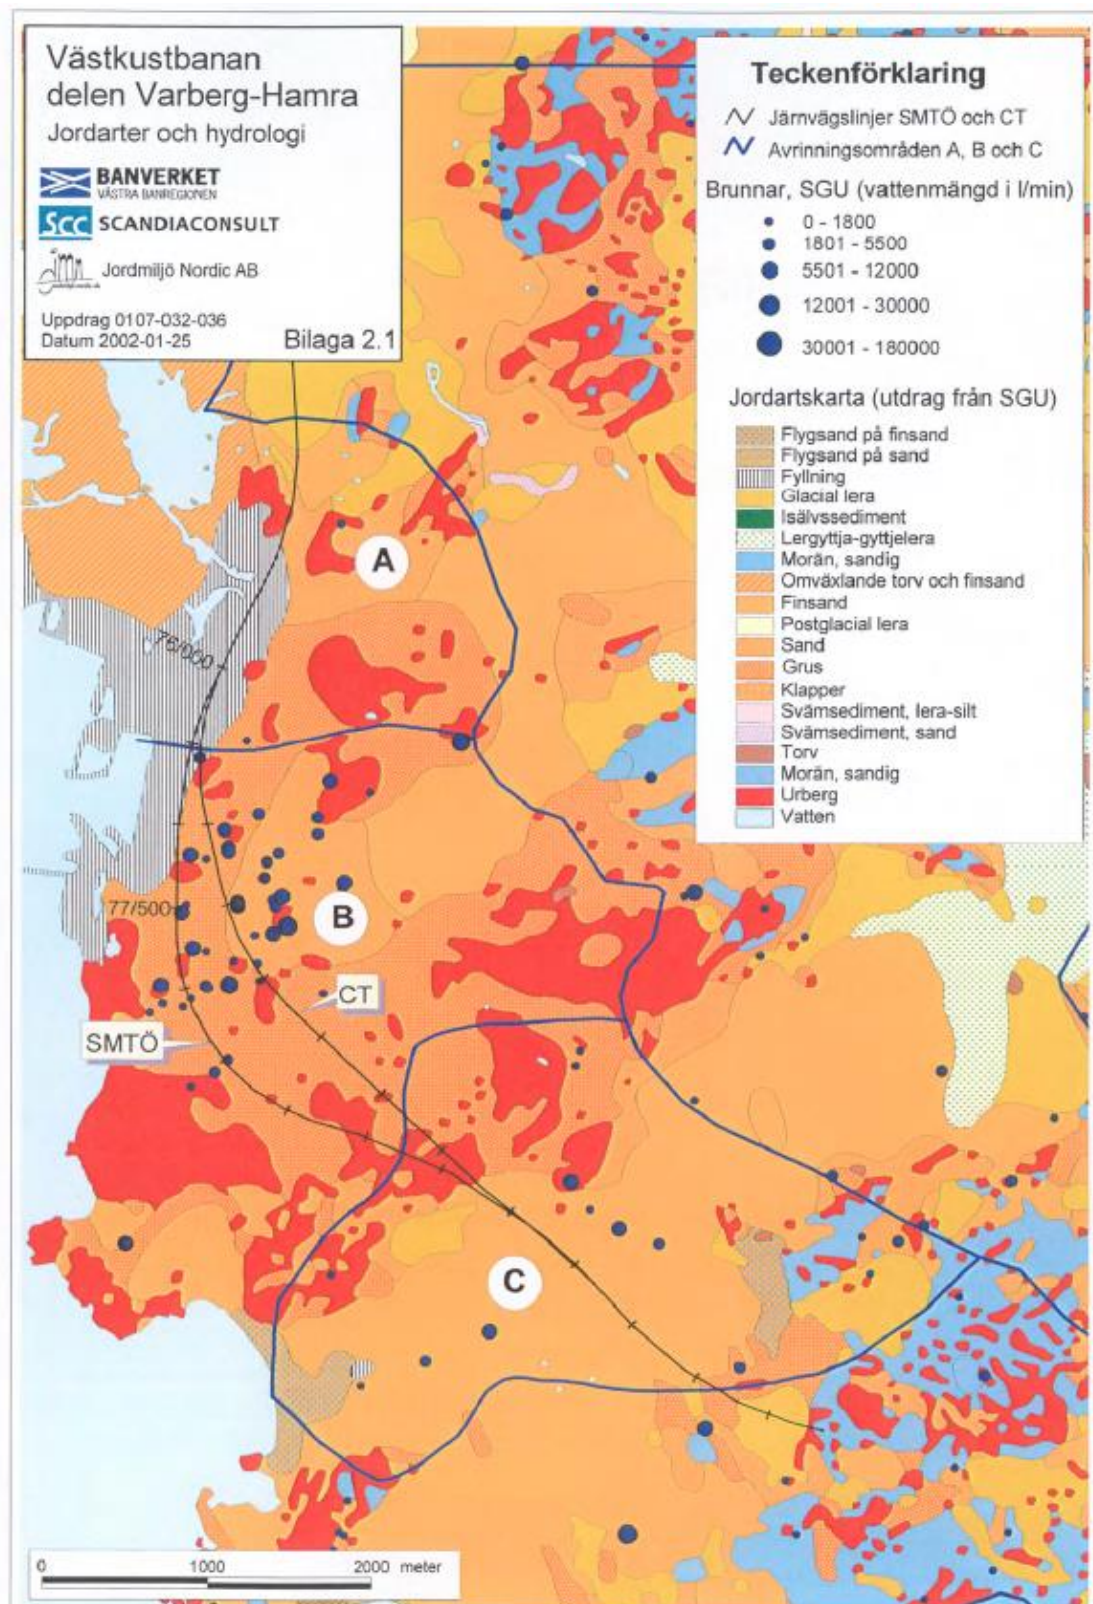 Västkustbanan
delen Varberg-Hamra
Jordarter och hydrologi
BANVERKET
VÄSTRA BANREGIONEN
SCC SCANDIACONSULT
Jordmiljö Nordic AB
Uppdrag 0107-032-036
Datum 2002-01-25
Bilaga 2.1
Teckenförklaring
Järnvägslinjer SMTÖ och CT
Avrinningsområden A, B och C
Brunnar, SGU (vattenmängd i l/min)
0 - 1800
1801 - 5500
5501 - 12000
12001 - 30000
30001 - 180000
Jordartskarta (utdrag från SGU)
Flygsand på finsand
Flygsand på sand
Fyllning
Glacial lera
Isälvssediment
Lergyttja-gyttjelera
Morän, sandig
Omväxlande torv och finsand
Finsand
Postglacial lera
Sand
Grus
Klapper
Svämsediment, lera-silt
Svämsediment, sand
Torv
Morän, sandig
Urberg
Vatten
A
76/000
77/500
B
CT
SMTÖ
C
0 1000 2000 meter